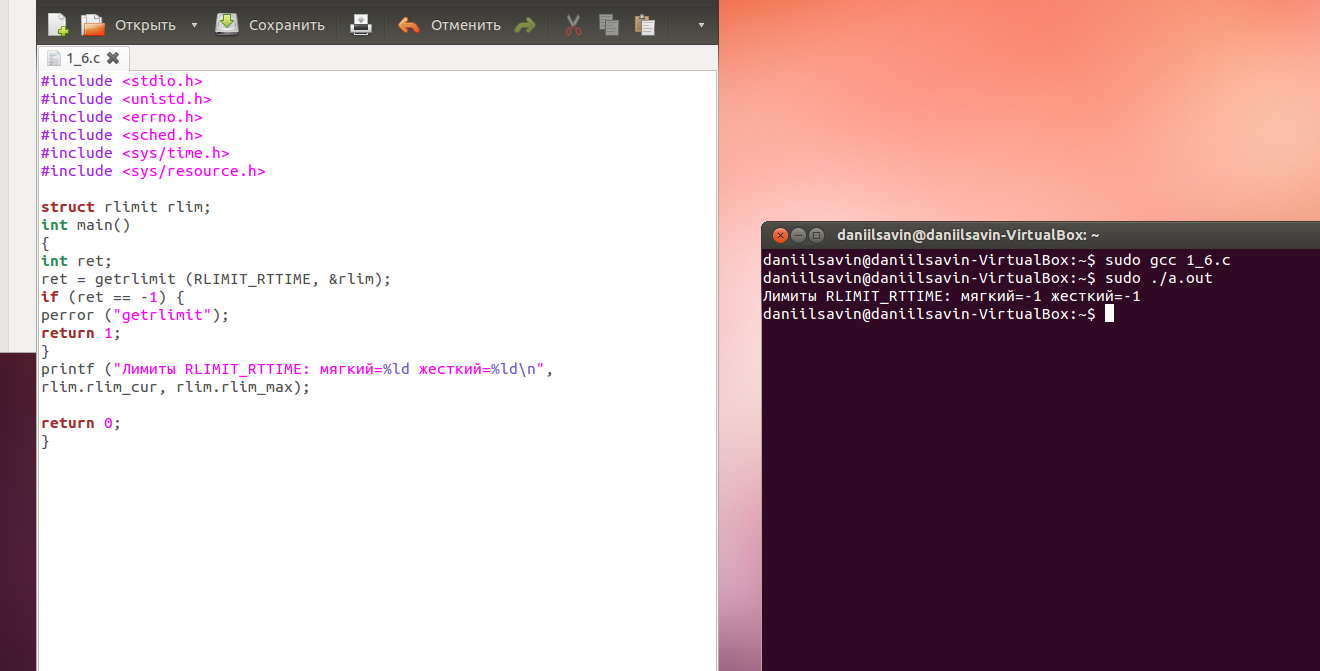 Открыть Сохранить Отменить
1_6.c
#include <stdio.h>
#include <unistd.h>
#include <errno.h>
#include <sched.h>
#include <sys/time.h>
#include <sys/resource.h>
struct rlimit rlim;
int main()
{
int ret;
ret = getrlimit (RLIMIT_RTTIME, &rlim);
if (ret == -1) {
perror ("getrlimit");
return 1;
}
printf ("Лимиты RLIMIT_RTTIME: мягкий=%ld жесткий=%ld\n",
rlim.rlim_cur, rlim.rlim_max);
return 0;
}
daniilsavin@daniilsavin-VirtualBox: ~
daniilsavin@daniilsavin-VirtualBox:~$ sudo gcc 1_6.c
daniilsavin@daniilsavin-VirtualBox:~$ sudo ./a.out
Лимиты RLIMIT_RTTIME: мягкий=-1 жесткий=-1
daniilsavin@daniilsavin-VirtualBox:~$